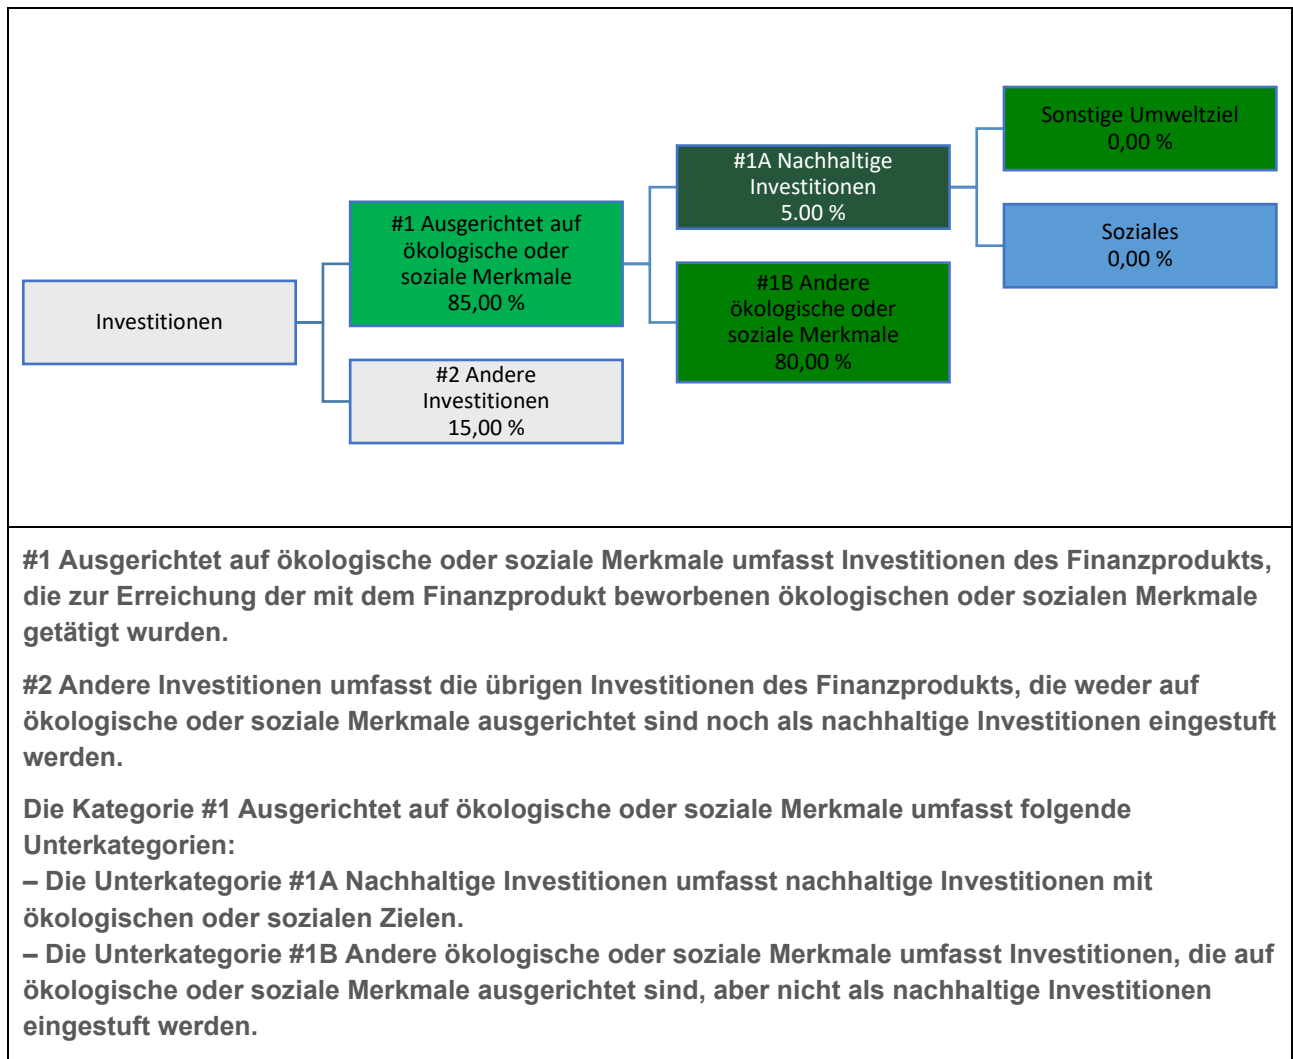 Investitionen
#1 Ausgerichtet auf
ökologische oder
soziale Merkmale
85,00 %
#2 Andere
Investitionen
15,00 %
#1A Nachhaltige
Investitionen
5.00 %
#1B Andere
ökologische oder
soziale Merkmale
80,00 %
Sonstige Umweltziel
0,00 %
Soziales
0,00 %
#1 Ausgerichtet auf ökologische oder soziale Merkmale umfasst Investitionen des Finanzprodukts,
die zur Erreichung der mit dem Finanzprodukt beworbenen ökologischen oder sozialen Merkmale
getätigt wurden.
#2 Andere Investitionen umfasst die übrigen Investitionen des Finanzprodukts, die weder auf
ökologische oder soziale Merkmale ausgerichtet sind noch als nachhaltige Investitionen eingestuft
werden.
Die Kategorie #1 Ausgerichtet auf ökologische oder soziale Merkmale umfasst folgende
Unterkategorien:
– Die Unterkategorie #1A Nachhaltige Investitionen umfasst nachhaltige Investitionen mit
ökologischen oder sozialen Zielen.
– Die Unterkategorie #1B Andere ökologische oder soziale Merkmale umfasst Investitionen, die auf
ökologische oder soziale Merkmale ausgerichtet sind, aber nicht als nachhaltige Investitionen
eingestuft werden.